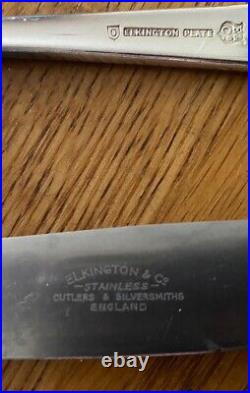 ELKINGTON PLATE
ELKINGTON & Co
STAINLESS
CUTLERS & SILVERSMITHS
ENGLAND